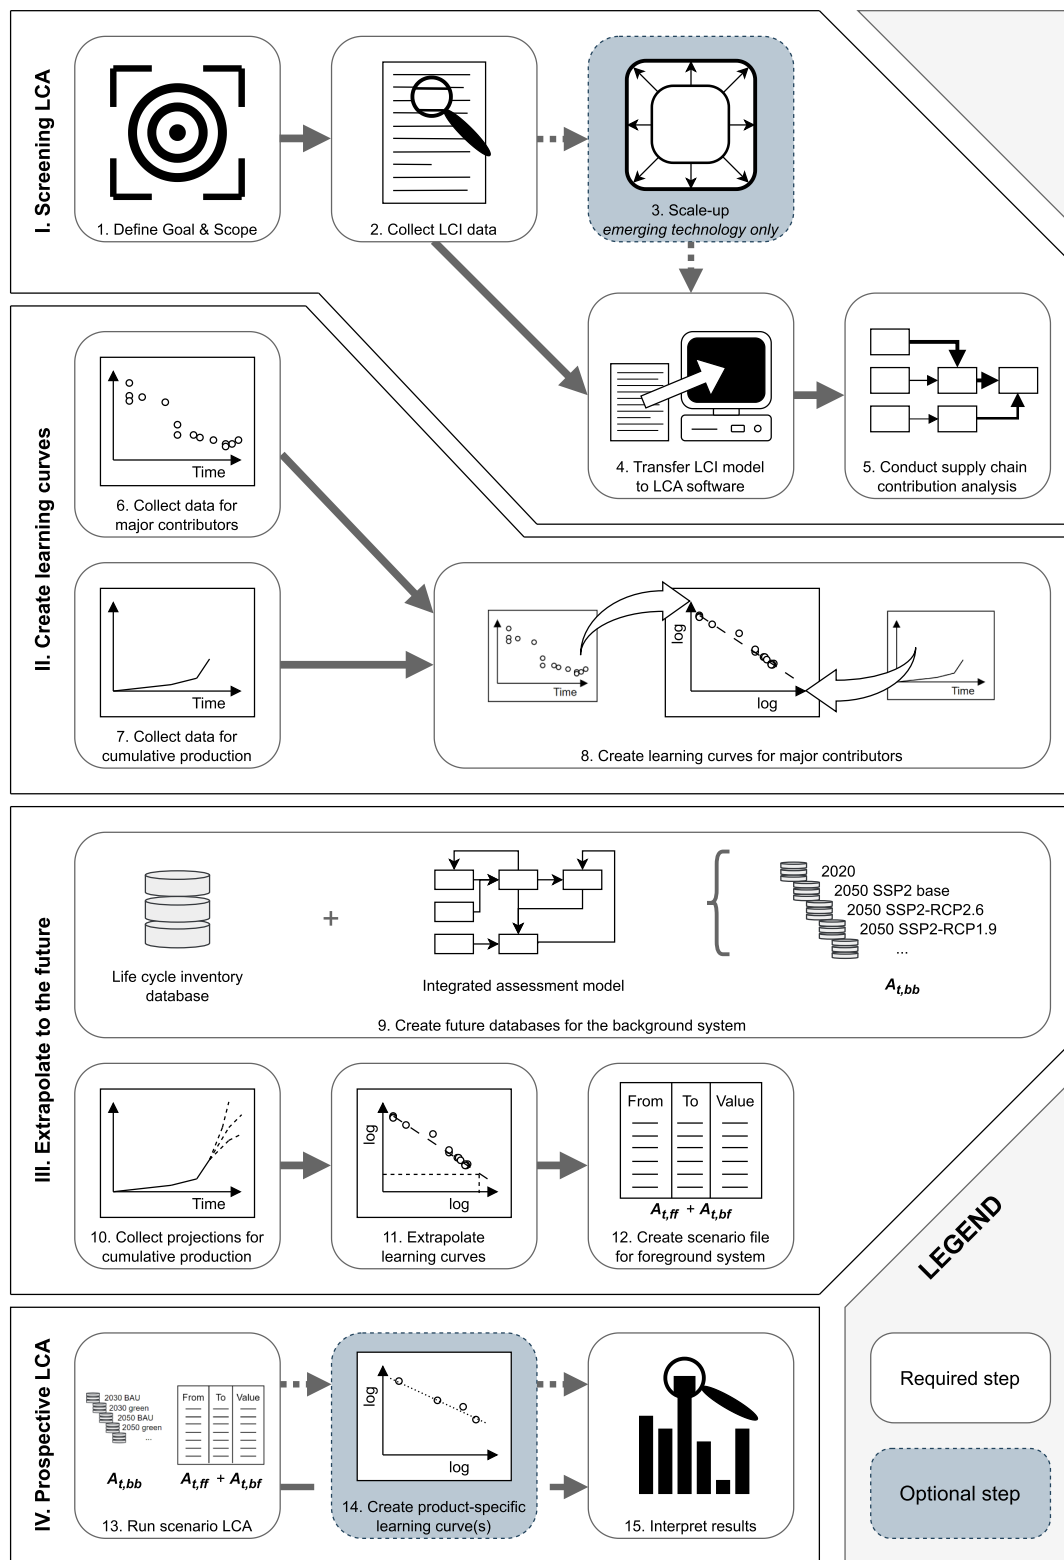 I. Screening LCA
1. Define Goal & Scope
2. Collect LCI data
3. Scale-up
emerging technology only
4. Transfer LCI model
to LCA software
5. Conduct supply chain
contribution analysis
II. Create learning curves
Time
6. Collect data for
major contributors
Time
7. Collect data for
cumulative production
Time
log
log
Time
8. Create learning curves for major contributors
III. Extrapolate to the future
Life cycle inventory
database
+
Integrated assessment model
2020
2050 SSP2 base
2050 SSP2-RCP2.6
2050 SSP2-RCP1.9
...
A_t,bb
9. Create future databases for the background system
Time
10. Collect projections for
cumulative production
log
log
11. Extrapolate
learning curves
From To Value
A_t,ff + A_t,bf
12. Create scenario file
for foreground system
IV. Prospective LCA
2030 BAU
2030 green
2050 BAU
2050 green
...
A_t,bb
From To Value
A_t,ff + A_t,bf
13. Run scenario LCA
log
log
14. Create product-specific
learning curve(s)
15. Interpret results
LEGEND
Required step
Optional step